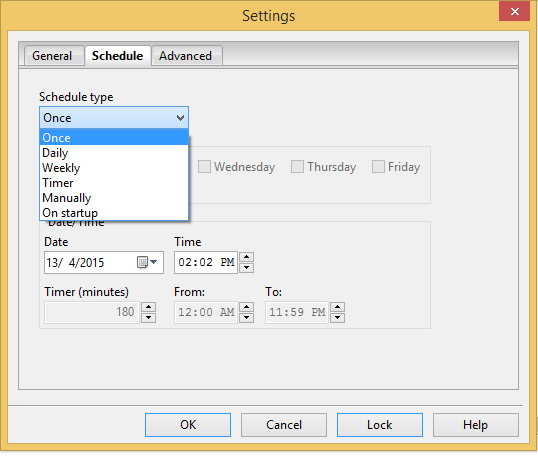 Settings
General Schedule Advanced
Schedule type
Once
Once
Daily
Weekly
Wednesday Thursday Friday
Timer
Manually
On startup
Date/Time
Date Time
13/ 4/2015 02:02 PM
Timer (minutes) From: To:
180 12:00 AM 11:59 PM
OK Cancel Lock Help